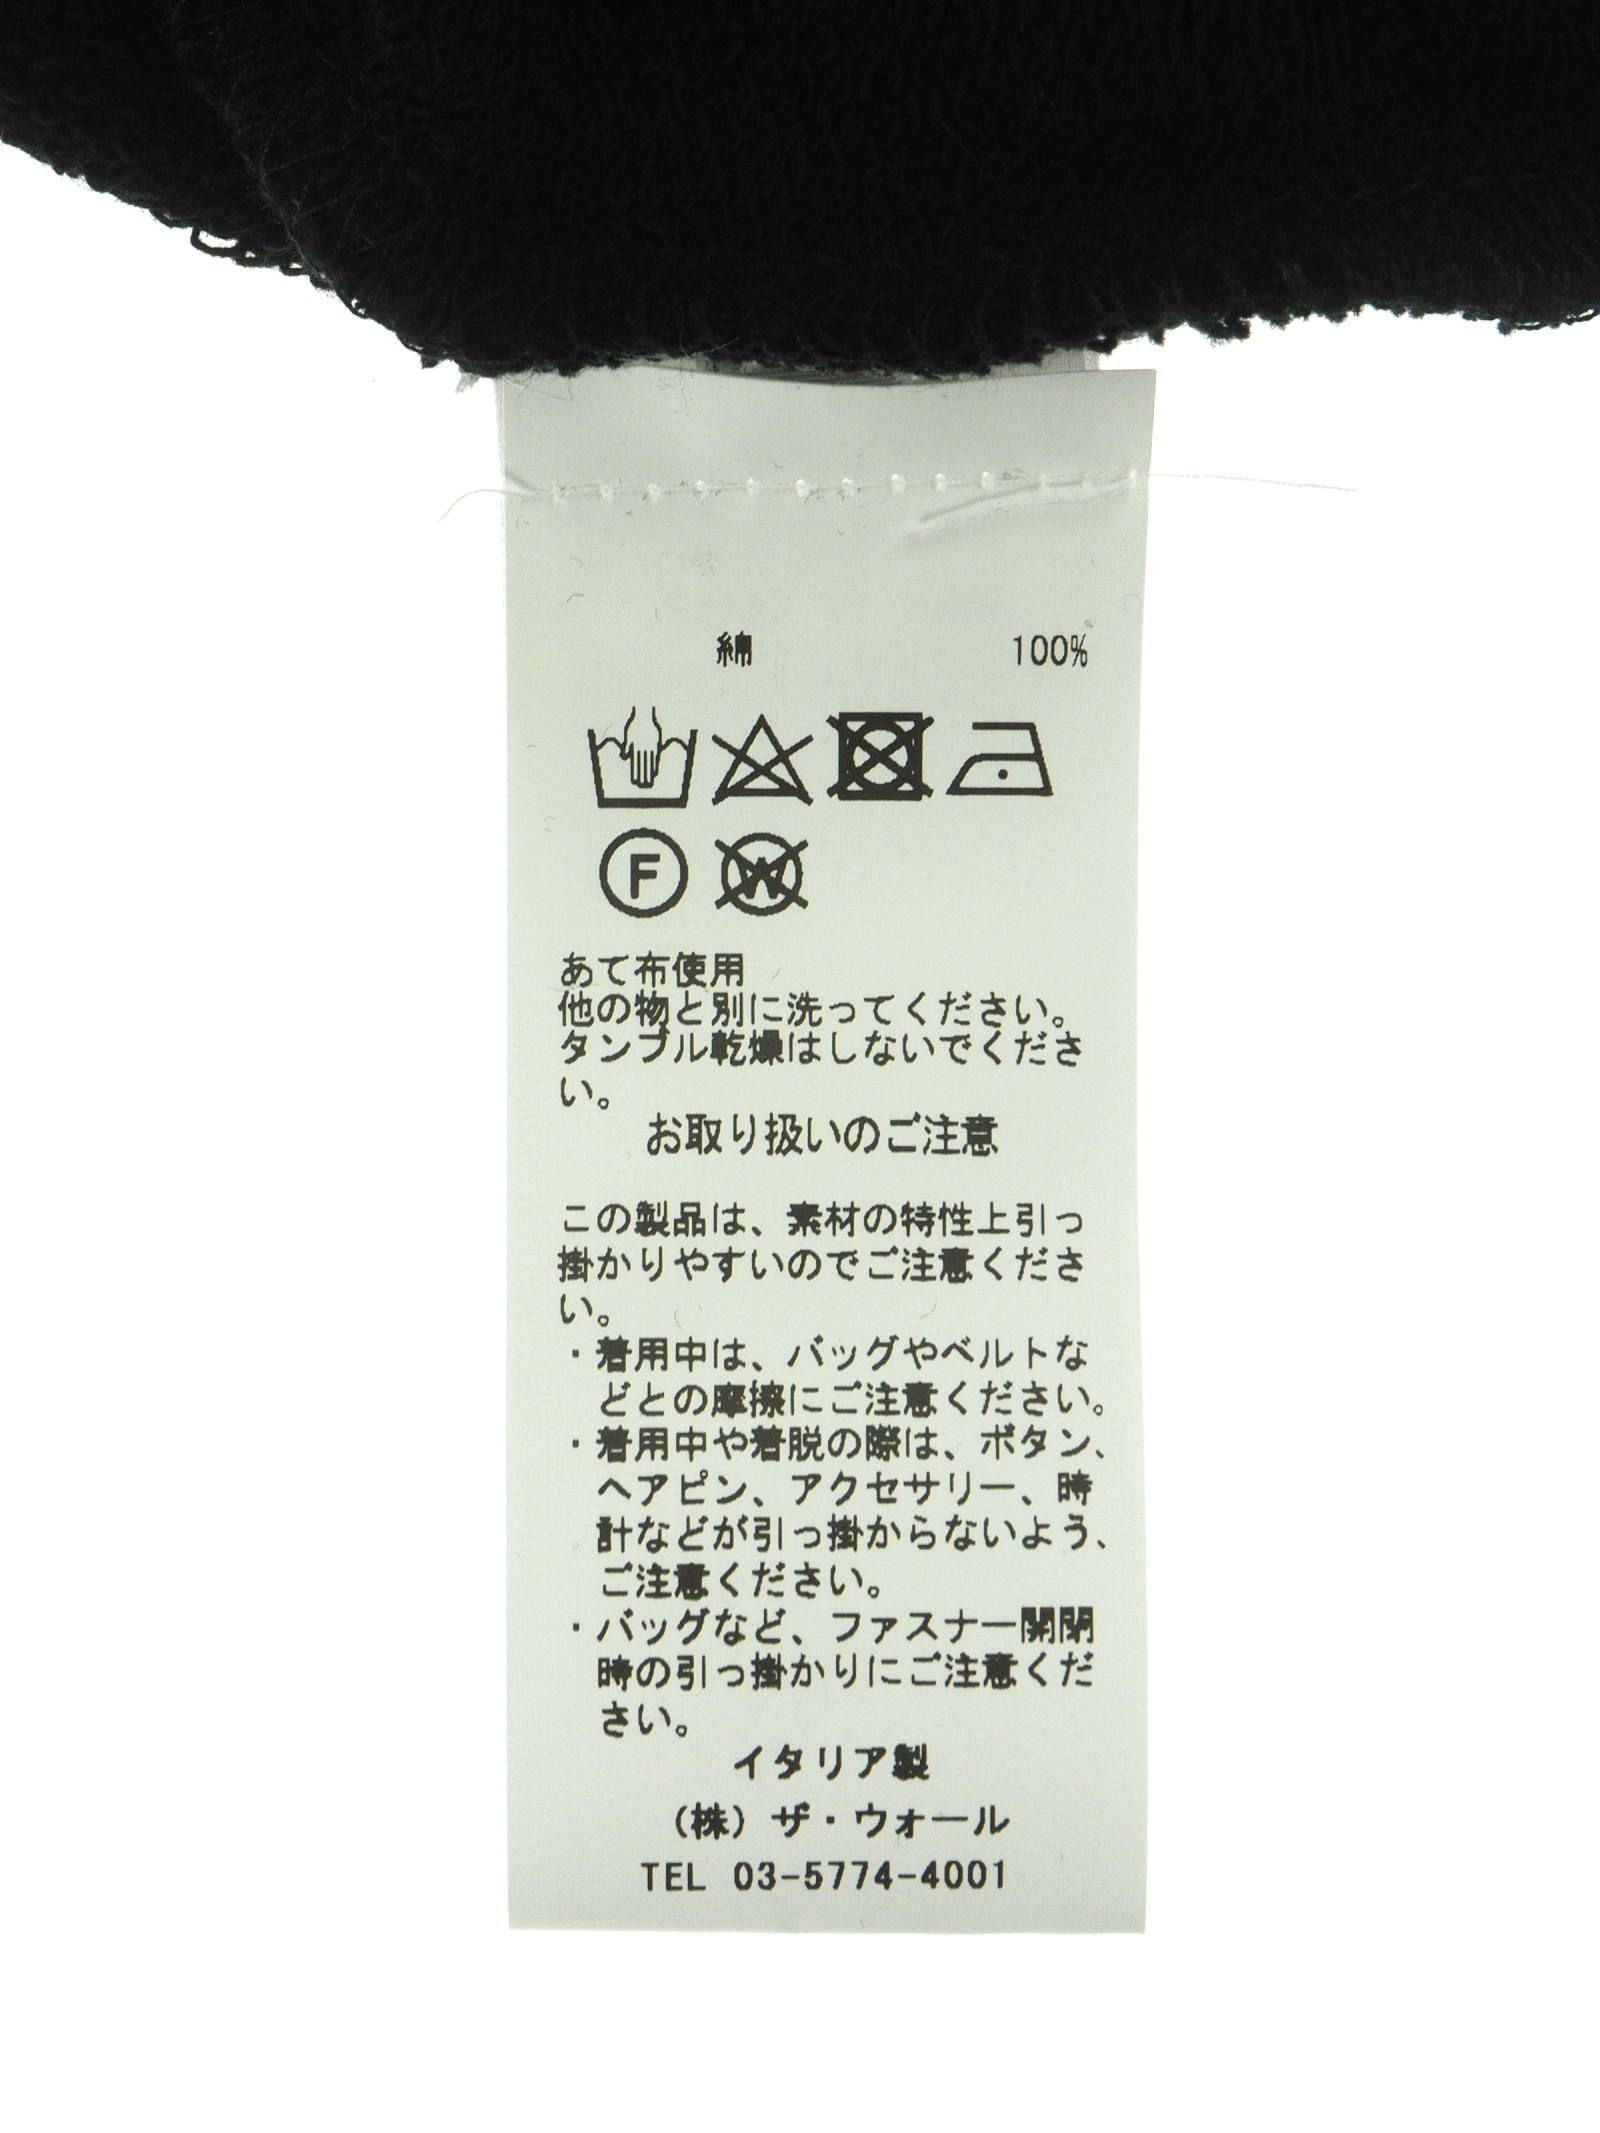 綿 100%
F W
あて布使用
他の物と別に洗ってください。
タンブル乾燥はしないでくださ
い。
お取り扱いのご注意
この製品は、素材の特性上引っ
掛かりやすいのでご注意くださ
い。
・着用中は、バッグやベルトな
どとの摩擦にご注意ください。
・着用中や着脱の際は、ボタン、
ヘアピン、アクセサリー、時
計などが引っ掛からないよう、
ご注意ください。
・バッグなど、ファスナー開閉
時の引っ掛かりにご注意くだ
さい。
イタリア製
(株) ザ・ウォール
TEL 03-5774-4001